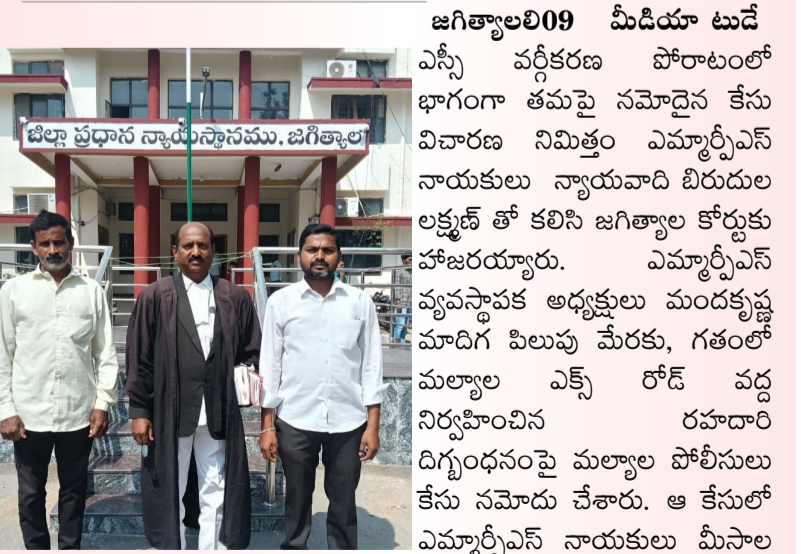 జిల్లా ప్రధాన న్యాయస్థానము. జగిత్యాల
జగిత్యాలలి09 మీడియా టుడే
ఎస్సీ వర్గీకరణ పోరాటంలో
భాగంగా తమపై నమోదైన కేసు
విచారణ నిమిత్తం ఎమ్మార్పీఎస్
నాయకులు న్యాయవాది బిరుదుల
లక్ష్మణ్ తో కలిసి జగిత్యాల కోర్టుకు
హాజరయ్యారు. ఎమ్మార్పీఎస్
వ్యవస్థాపక అధ్యక్షులు మందకృష్ణ
మాదిగ పిలుపు మేరకు, గతంలో
మల్యాల ఎక్స్ రోడ్ వద్ద
నిర్వహించిన రహదారి
దిగ్బంధనంపై మల్యాల పోలీసులు
కేసు నమోదు చేశారు. ఆ కేసులో
ఎమ్మార్పీఎస్ నాయకులు మీసాల